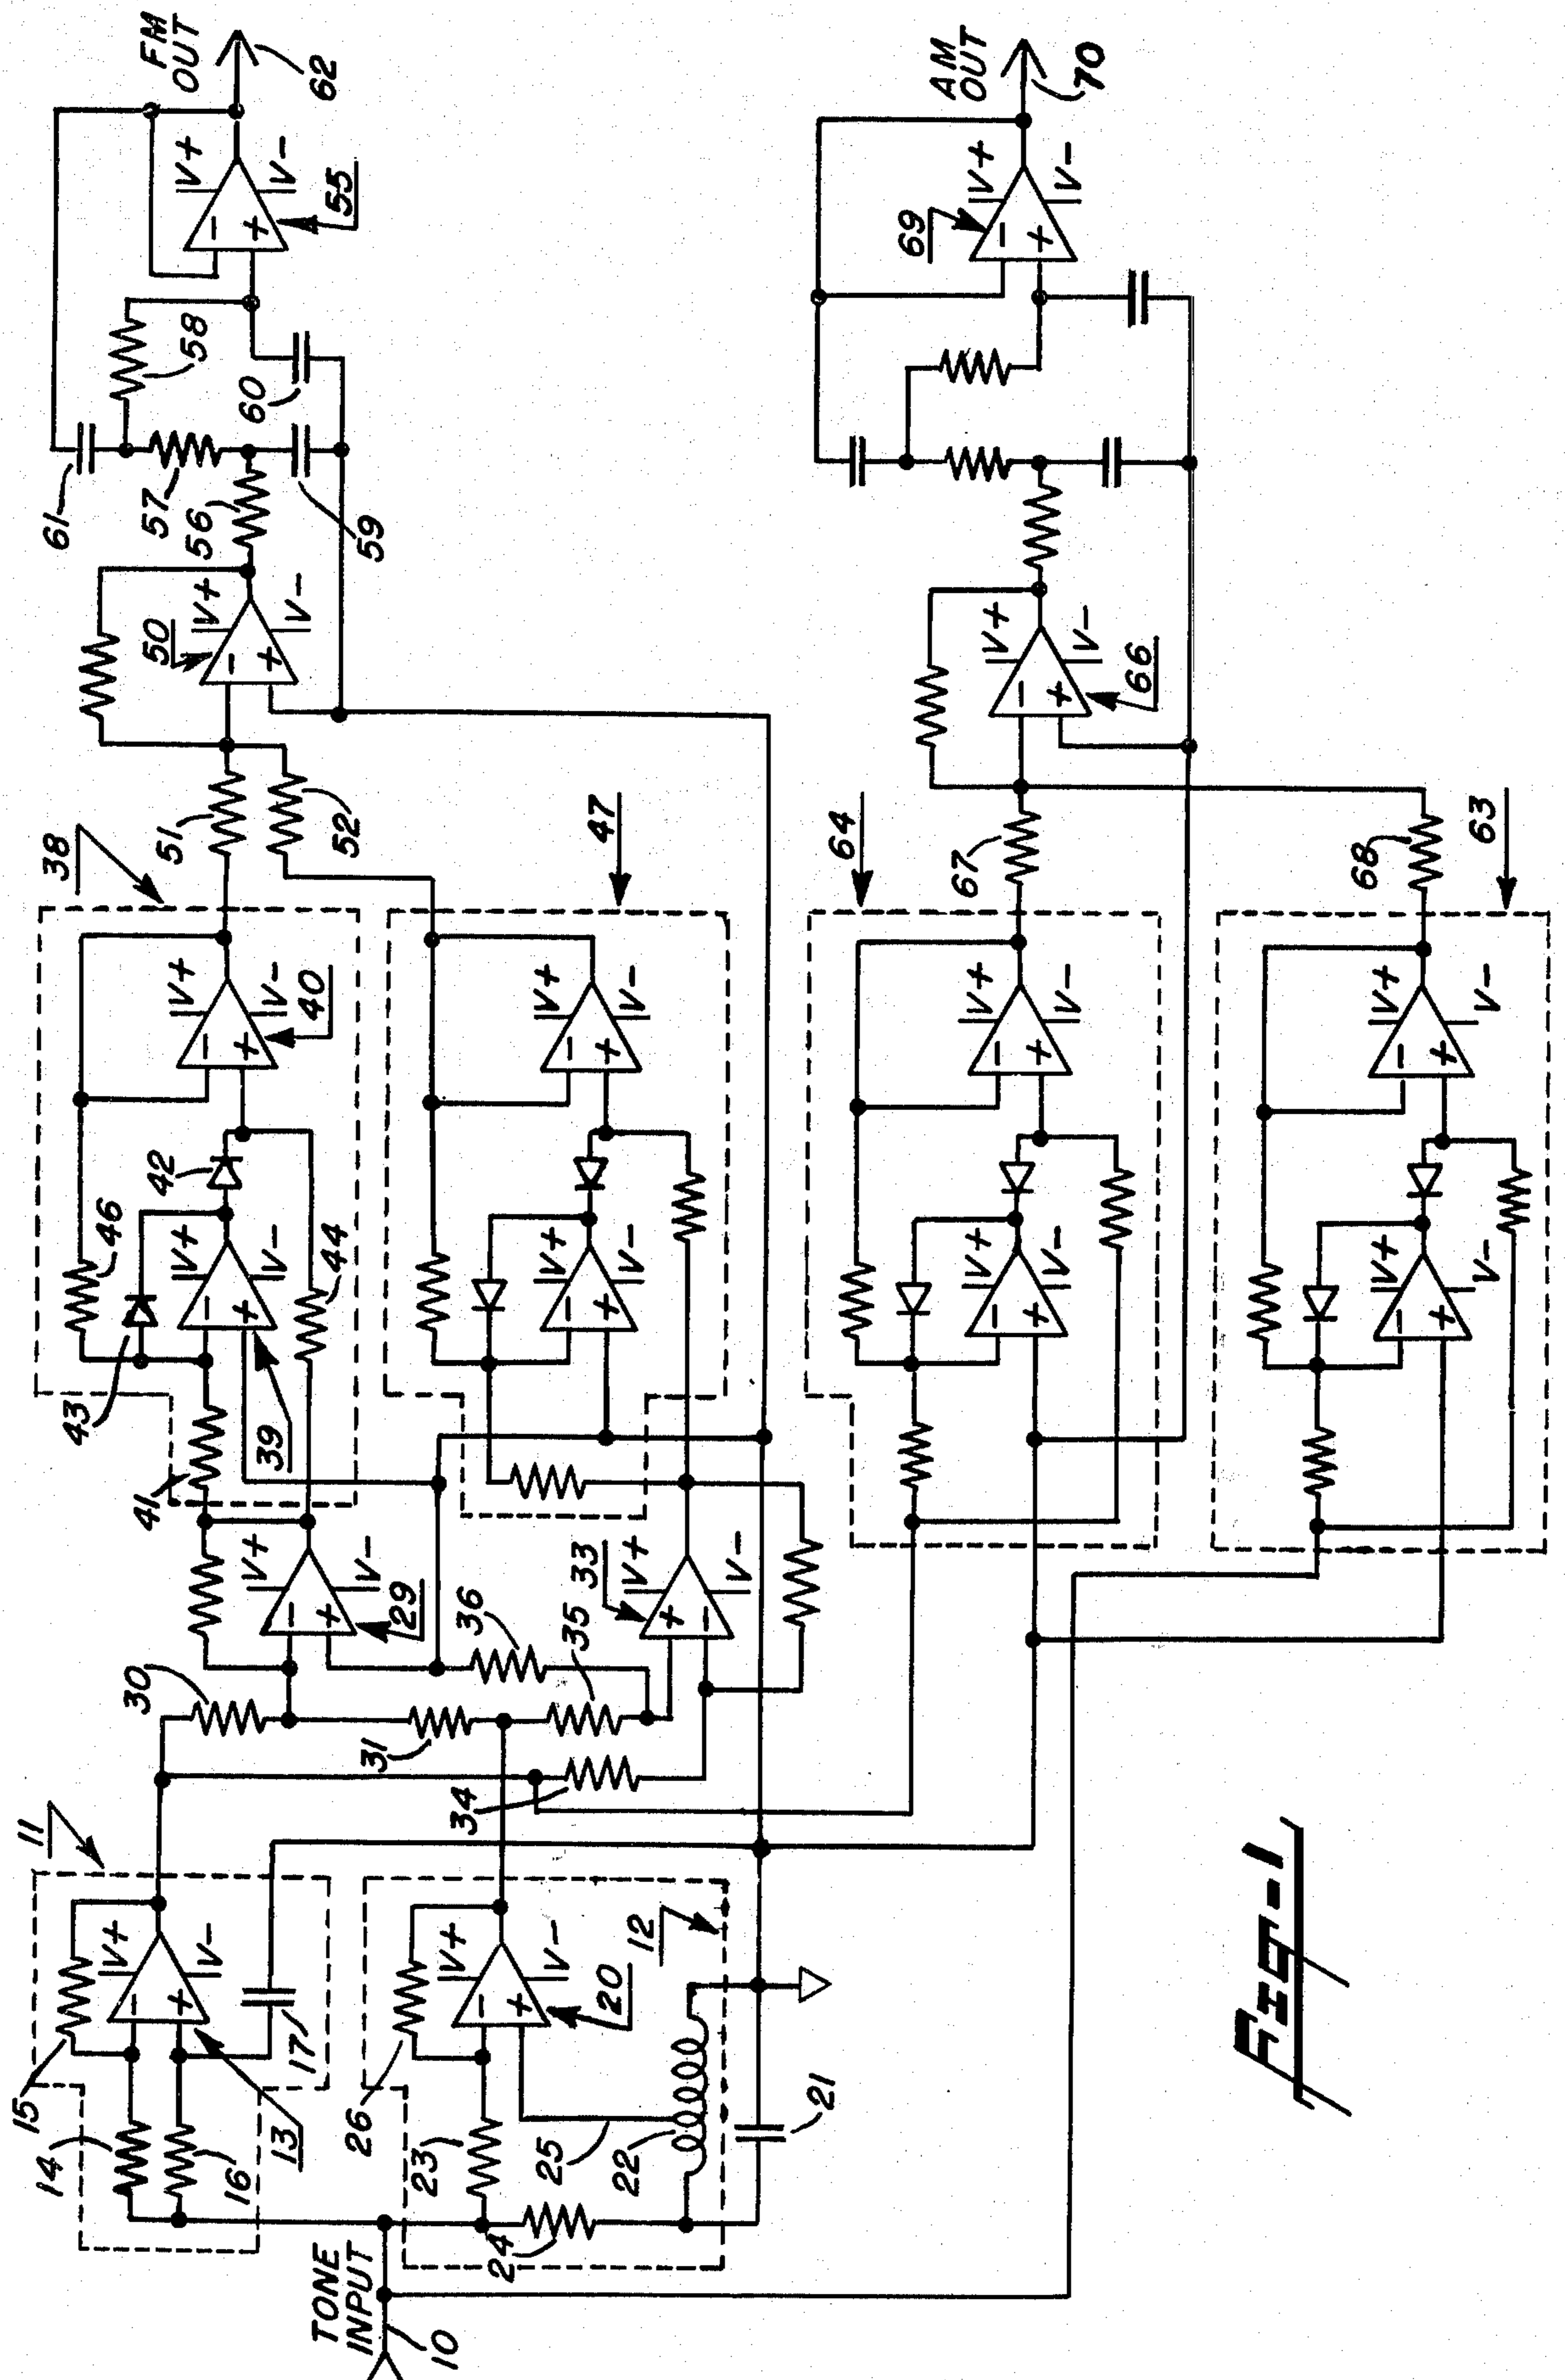 FM
OUT
62
V+
V-
55
58
60
61
57
56
59
50
V+
V-
51
52
38
47
V+
V-
40
V+
V-
42
46
43
V+
V-
44
V+
V-
39
41
V+
V-
29
30
36
35
33
V+
V-
31
34
11
V+
V-
15
14
16
13
17
V+
V-
12
20
26
23
25
22
21
24
TONE
INPUT
10
AM
OUT
70
V+
V-
69
V+
V-
66
64
67
68
63
V+
V-
V+
V-
V+
V-
V+
V-
Fig-1